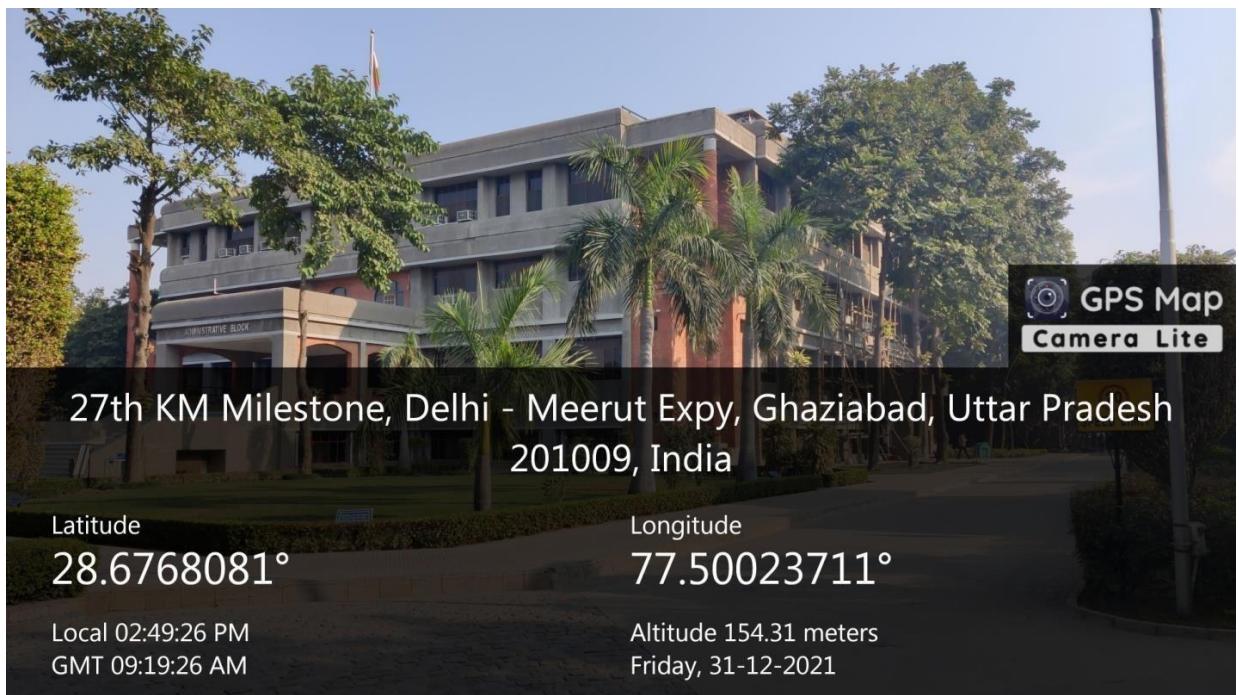 ADMINISTRATIVE BLOCK
GPS Map
Camera Lite
27th KM Milestone, Delhi - Meerut Expy, Ghaziabad, Uttar Pradesh
201009, India
Latitude
28.6768081°
Longitude
77.50023711°
Local 02:49:26 PM
GMT 09:19:26 AM
Altitude 154.31 meters
Friday, 31-12-2021